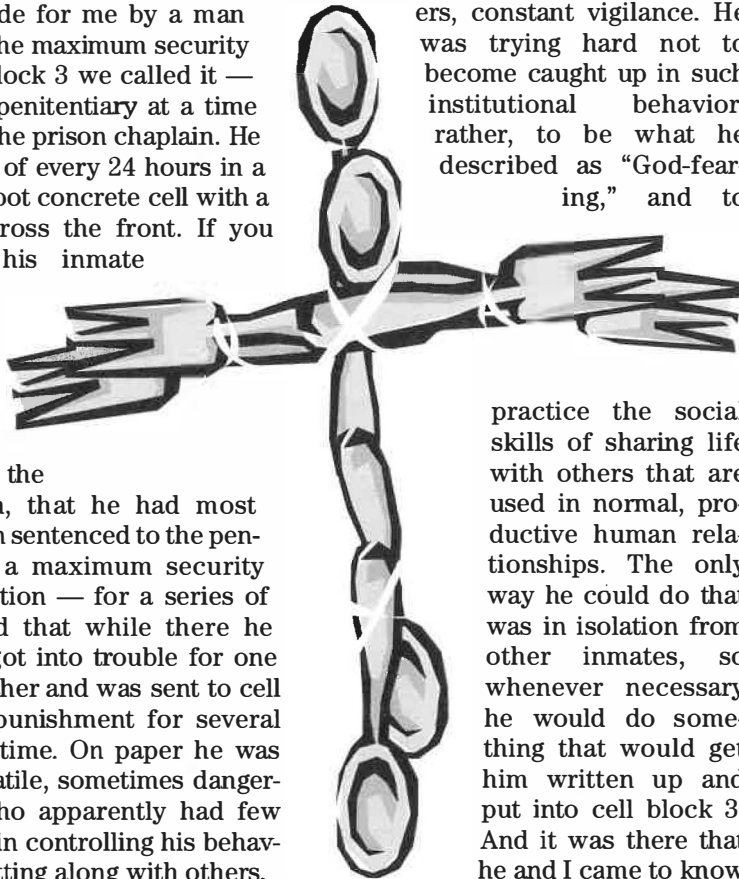 de for me by a man
he maximum security
lock 3 we called it —
penitentiary at a time
he prison chaplain. He
of every 24 hours in a
oot concrete cell with a
ross the front. If you
his inmate
the
n, that he had most
n sentenced to the pen-
a maximum security
tion — for a series of
d that while there he
got into trouble for one
her and was sent to cell
punishment for several
time. On paper he was
atile, sometimes danger-
ho apparently had few
in controlling his behav-
tting along with others.
ers, constant vigilance. He
was trying hard not to
become caught up in such
institutional behavior
rather, to be what he
described as “God-fear-
ing,” and to
practice the social
skills of sharing life
with others that are
used in normal, pro-
ductive human rela-
tionships. The only
way he could do that
was in isolation from
other inmates, so
whenever necessary
he would do some-
thing that would get
him written up and
put into cell block 3
And it was there that
he and I came to know